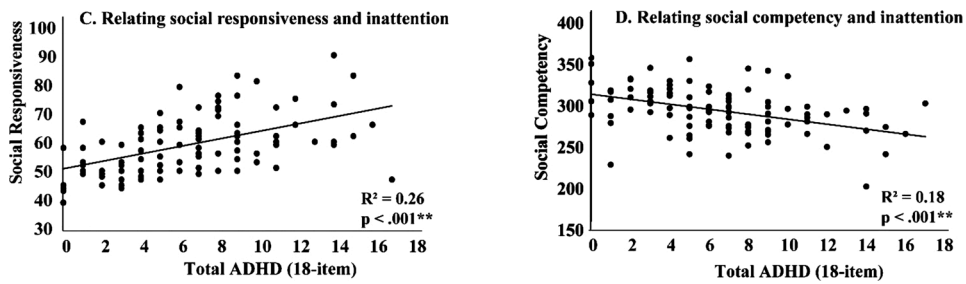 C. Relating social responsiveness and inattention
100
90
80
70
60
50
40
30
Social Responsiveness
R² = 0.26
p < .001**
0 2 4 6 8 10 12 14 16 18
Total ADHD (18-item)
D. Relating social competency and inattention
400
350
300
250
200
150
Social Competency
R² = 0.18
p < .001**
0 2 4 6 8 10 12 14 16 18
Total ADHD (18-item)